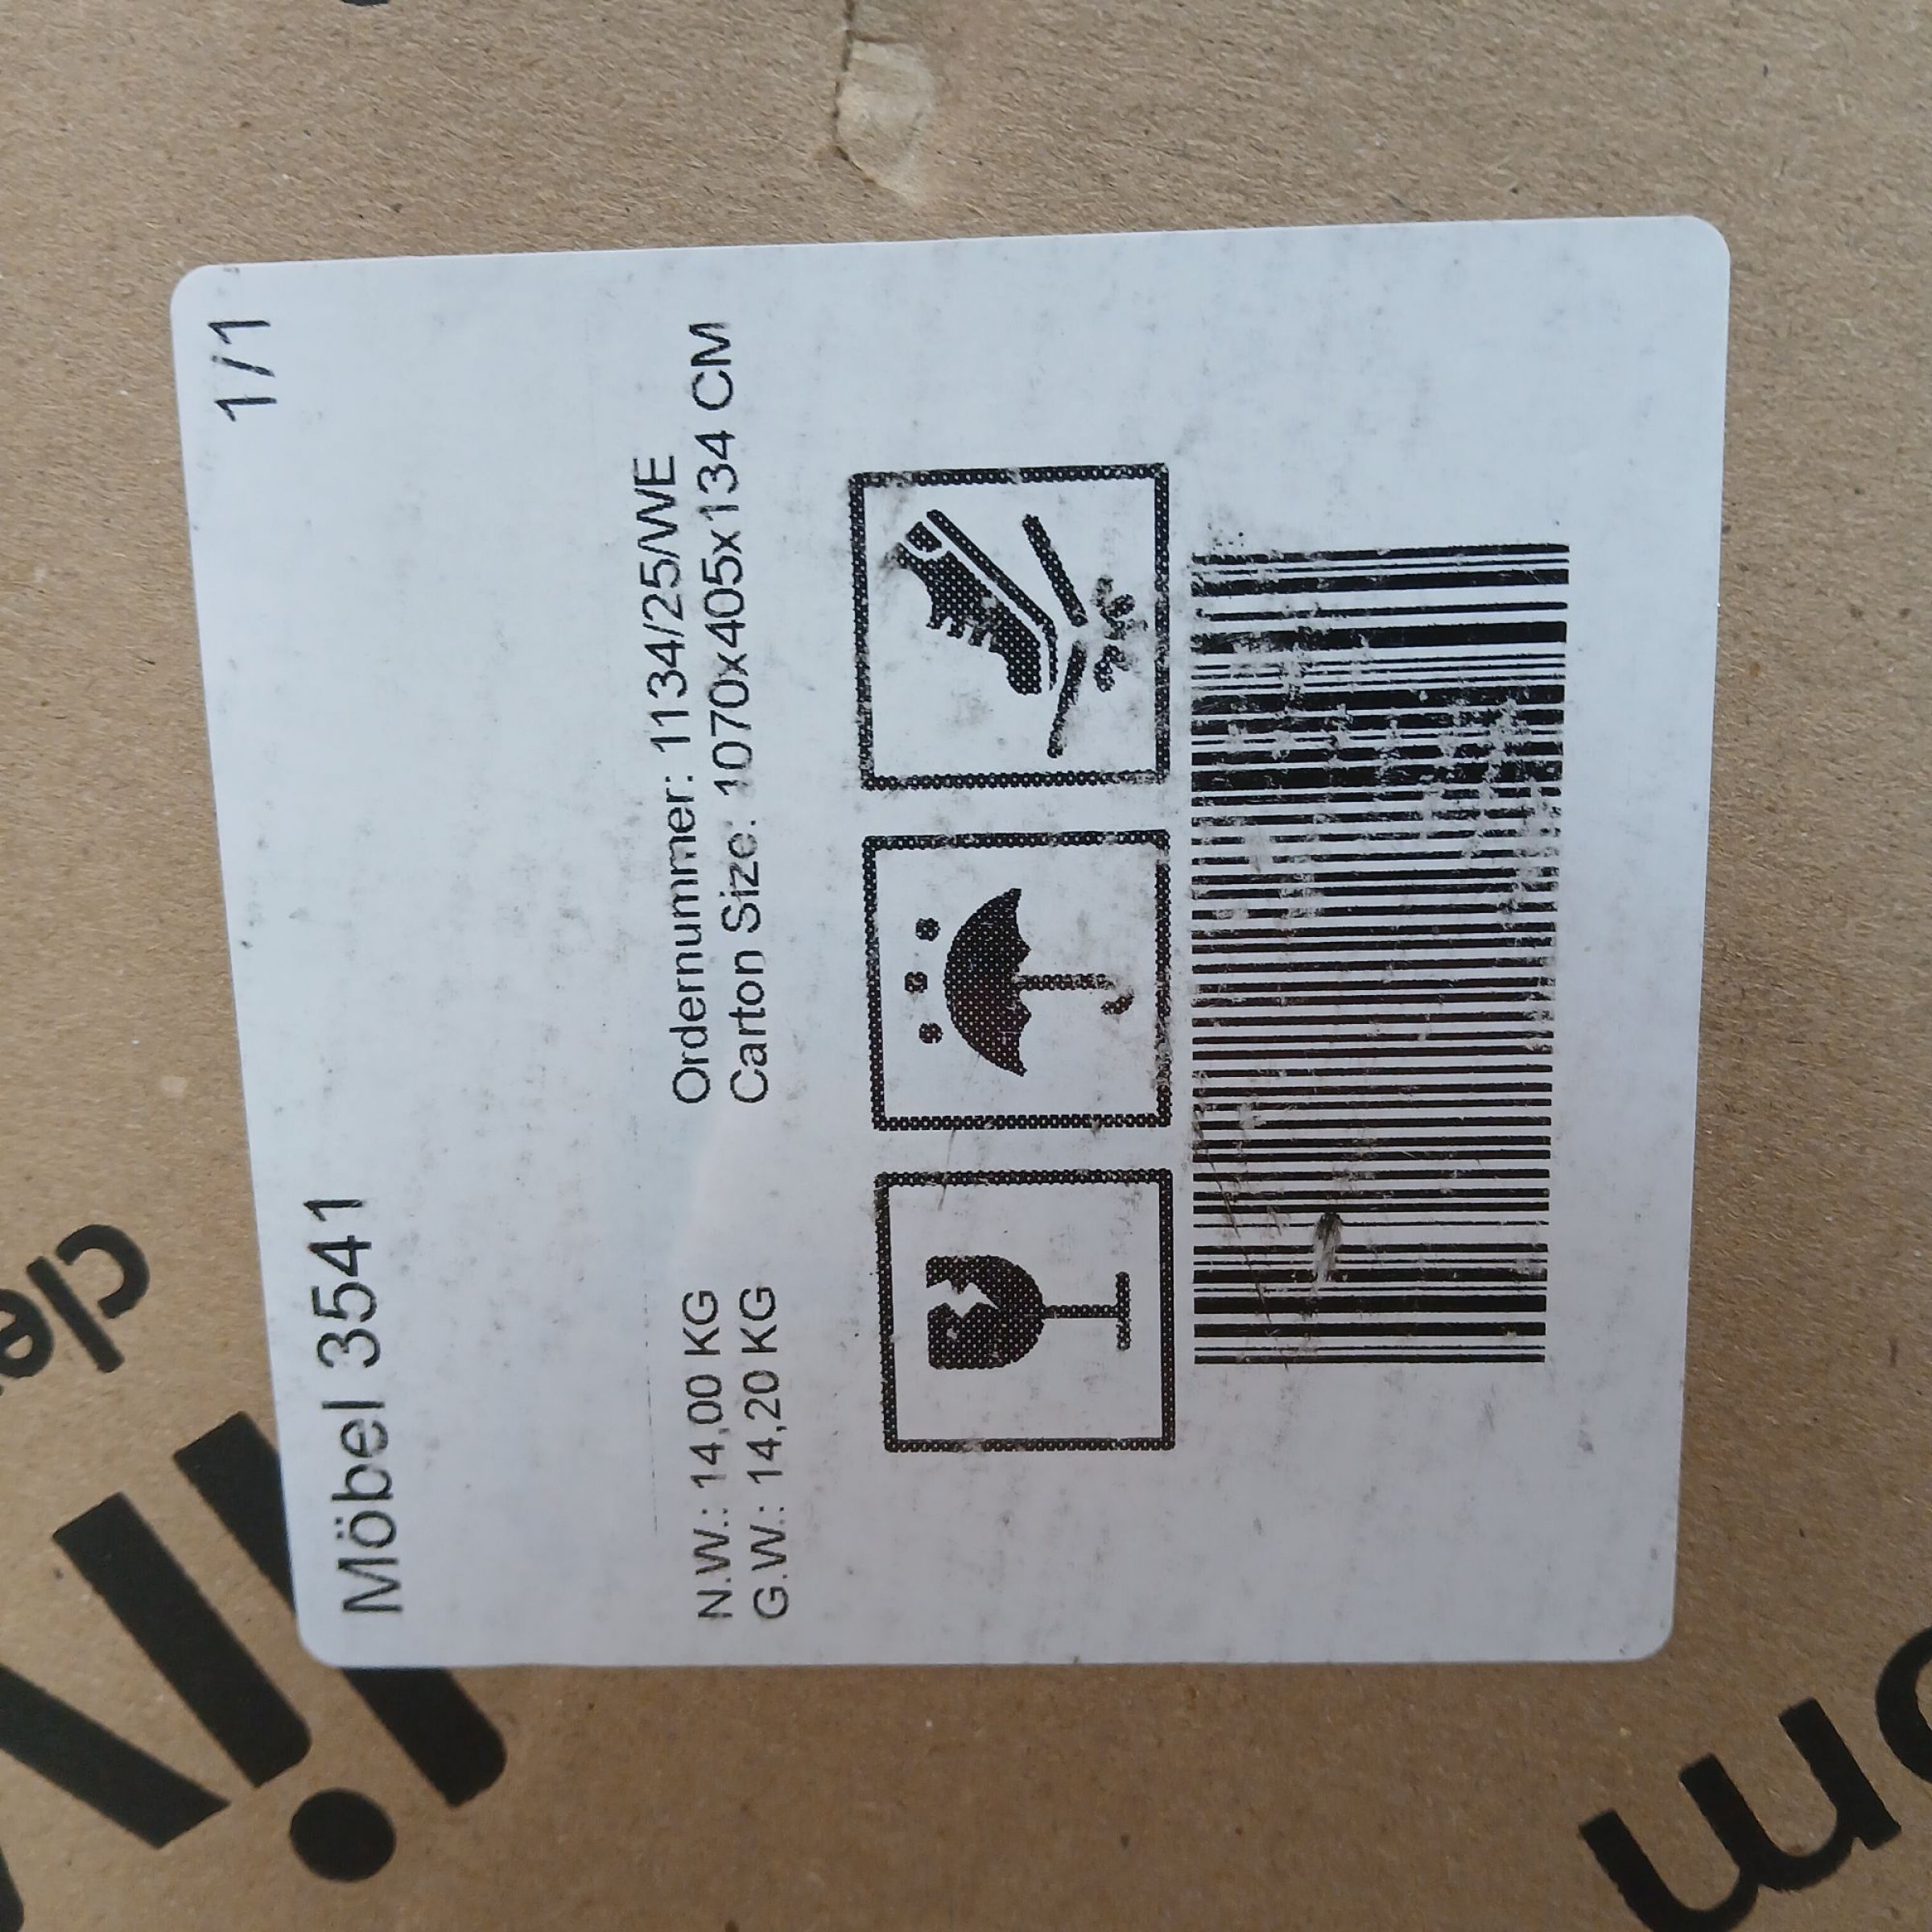 Möbel 3541
1/1
N.W.: 14,00 KG
G.W.: 14,20 KG
Ordernummer: 1134/25/WE
Carton Size: 1070x405x134 CM